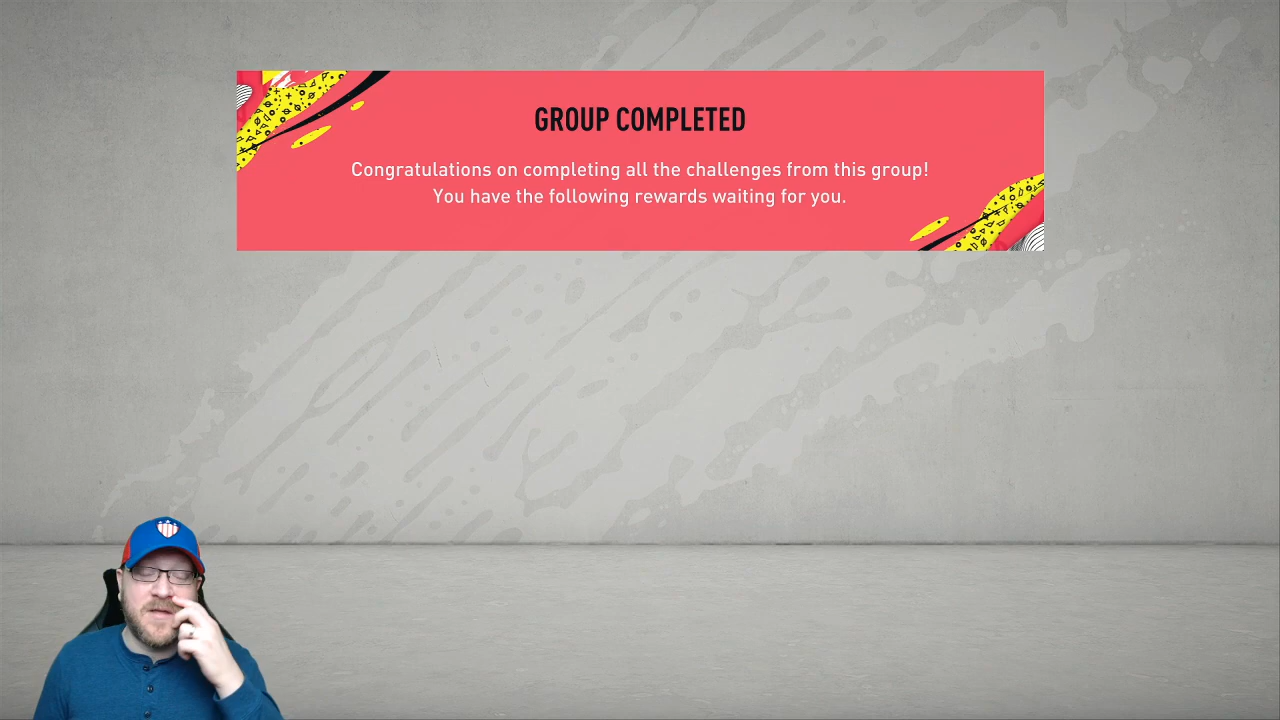 GROUP COMPLETED
Congratulations on completing all the challenges from this group!
You have the following rewards waiting for you.